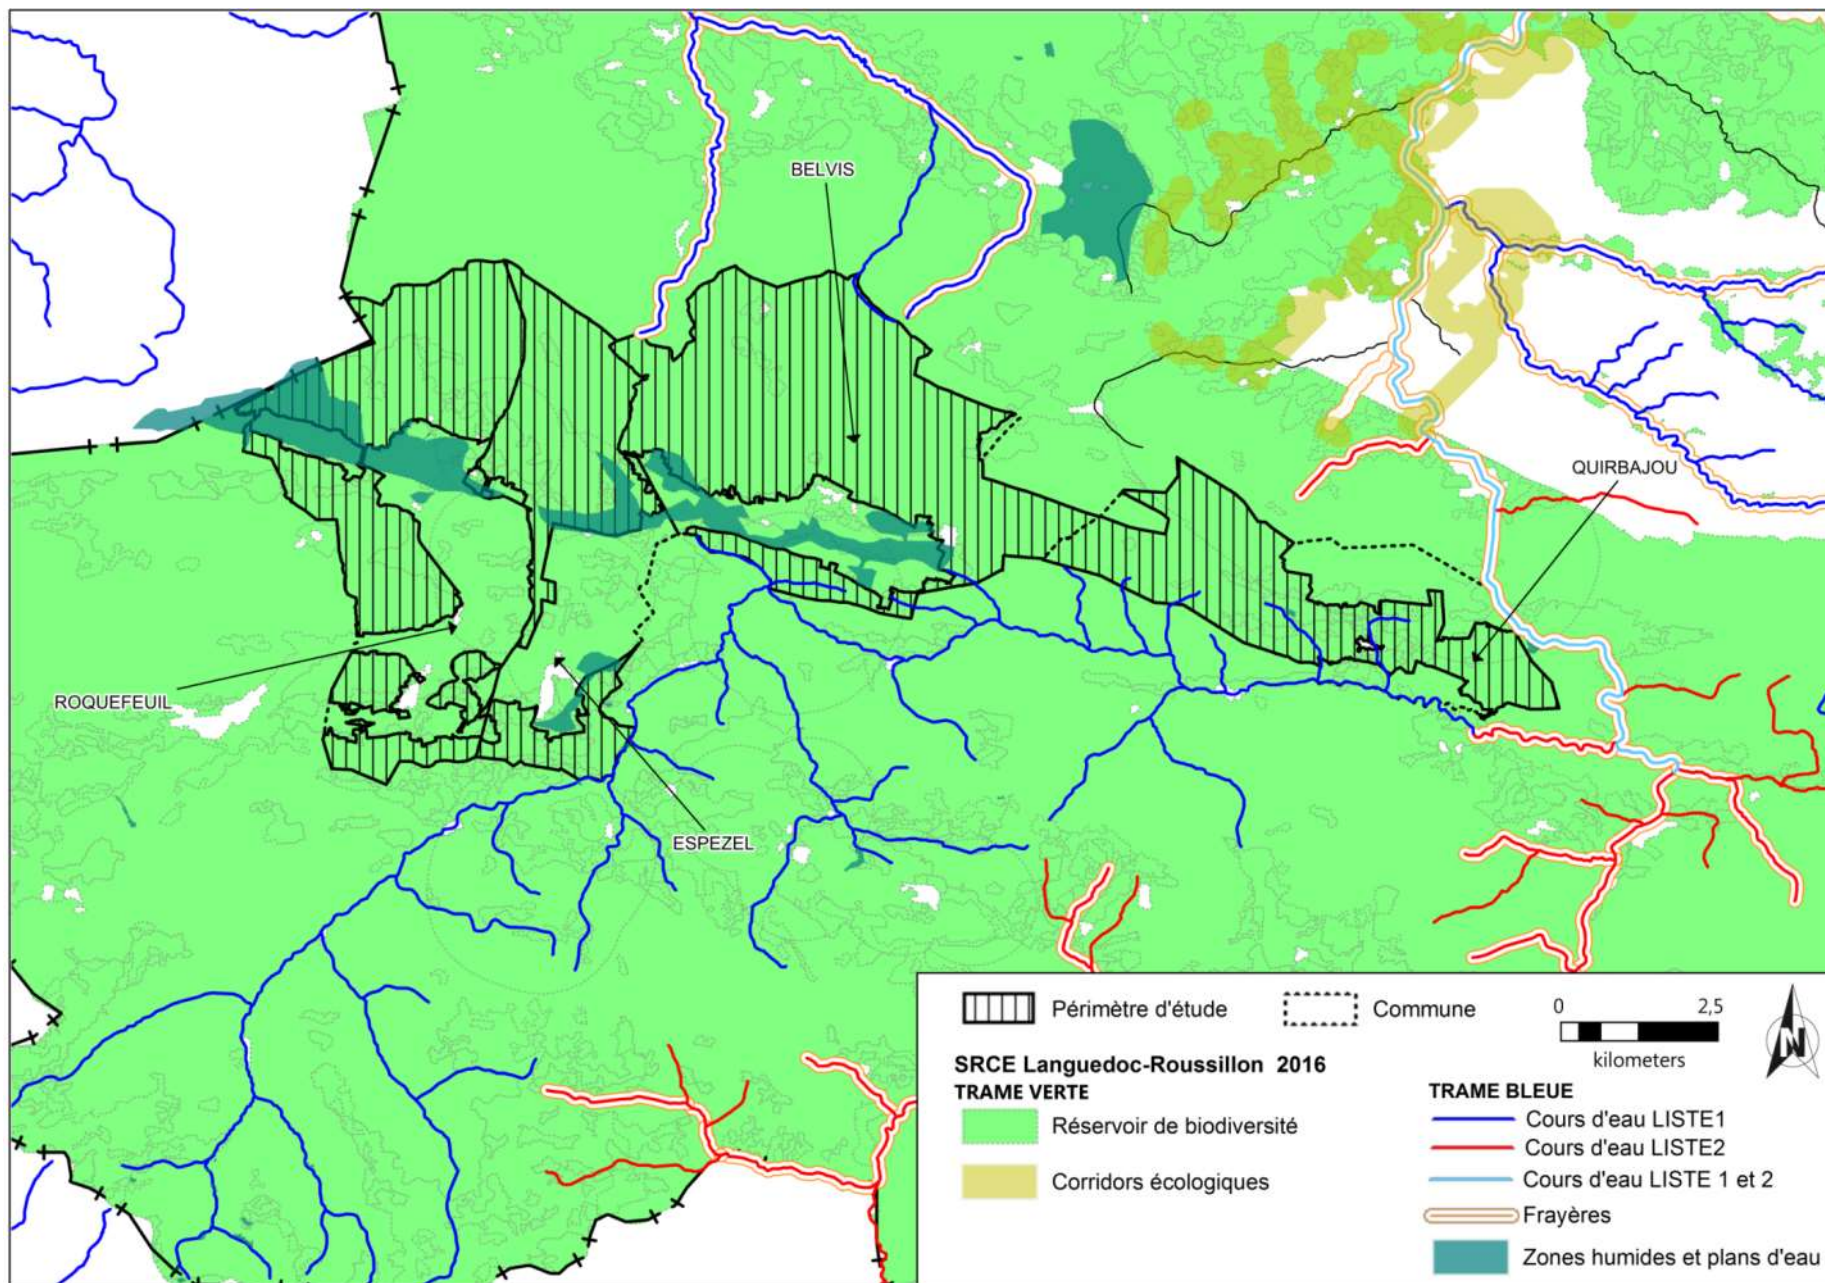 BELVIS
QUIRBAJOU
ROQUEFEUIL
ESPEZEL
Périmètre d'étude
Commune
0 2,5
kilometers
N
SRCE Languedoc-Roussillon 2016
TRAME VERTE
Réservoir de biodiversité
Corridors écologiques
TRAME BLEUE
Cours d'eau LISTE1
Cours d'eau LISTE2
Cours d'eau LISTE 1 et 2
Frayères
Zones humides et plans d'eau